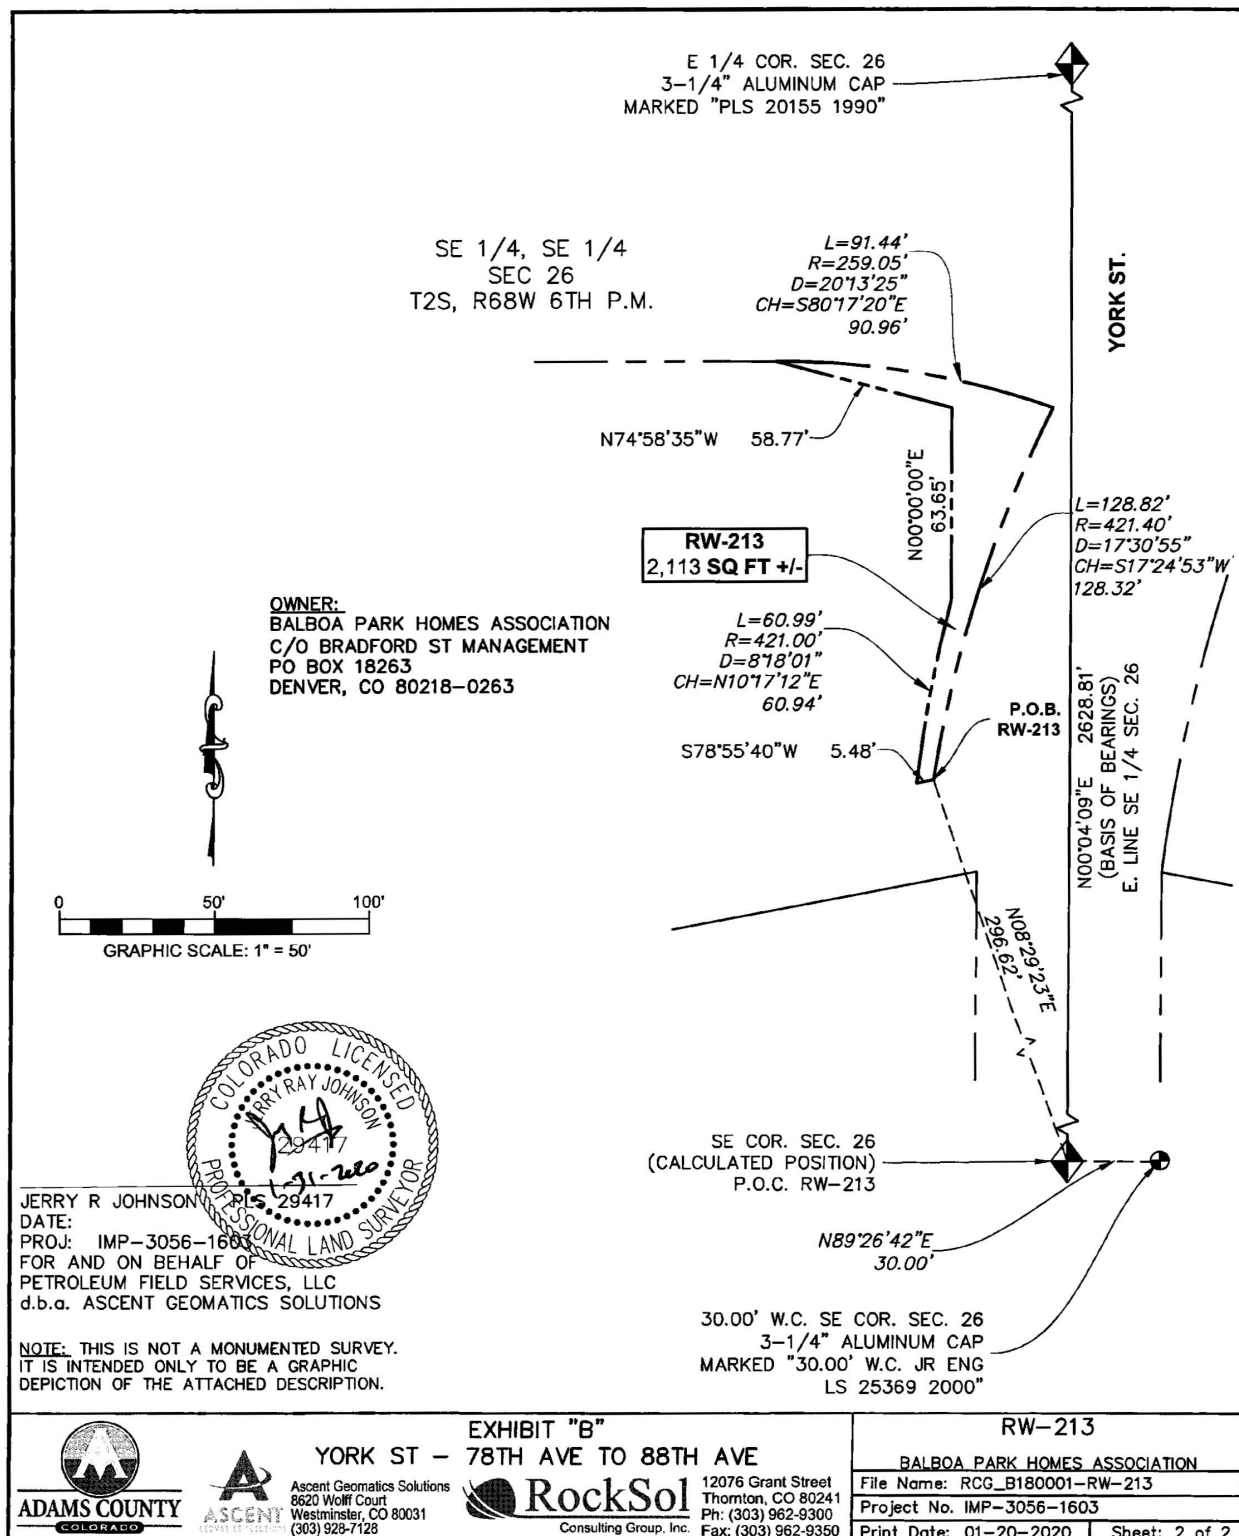 E 1/4 COR. SEC. 26
3-1/4" ALUMINUM CAP
MARKED "PLS 20155 1990"
SE 1/4, SE 1/4
SEC 26
T2S, R68W 6TH P.M.
L=91.44'
R=259.05'
D=20°13'25"
CH=S80°17'20"E
90.96'
YORK ST.
N74°58'35"W 58.77'
N00°00'00"E
63.65'
L=128.82'
R=421.40'
D=17°30'55"
CH=S17°24'53"W
128.32'
RW-213
2,113 SQ FT +/-
OWNER:
BALBOA PARK HOMES ASSOCIATION
C/O BRADFORD ST MANAGEMENT
PO BOX 18263
DENVER, CO 80218-0263
L=60.99'
R=421.00'
D=8°18'01"
CH=N10°17'12"E
60.94'
P.O.B.
RW-213
S78°55'40"W 5.48'
N00°04'09"E 2628.81'
(BASIS OF BEARINGS)
E. LINE SE 1/4 SEC. 26
0 50' 100'
GRAPHIC SCALE: 1" = 50'
N08°29'23"E
296.62'
COLORADO LICENSED
JERRY RAY JOHNSON
29417
1-31-2020
PROFESSIONAL LAND SURVEYOR
SE COR. SEC. 26
(CALCULATED POSITION)
P.O.C. RW-213
N89°26'42"E
30.00'
JERRY R JOHNSON PLS 29417
DATE:
PROJ: IMP-3056-1603
FOR AND ON BEHALF OF
PETROLEUM FIELD SERVICES, LLC
d.b.a. ASCENT GEOMATICS SOLUTIONS
30.00' W.C. SE COR. SEC. 26
3-1/4" ALUMINUM CAP
MARKED "30.00' W.C. JR ENG
LS 25369 2000"
NOTE: THIS IS NOT A MONUMENTED SURVEY.
IT IS INTENDED ONLY TO BE A GRAPHIC
DEPICTION OF THE ATTACHED DESCRIPTION.
EXHIBIT "B"
YORK ST - 78TH AVE TO 88TH AVE
ADAMS COUNTY
COLORADO
ASCENT
Ascent Geomatics Solutions
8620 Wolff Court
Westminster, CO 80031
(303) 928-7128
RockSol
Consulting Group, Inc.
12076 Grant Street
Thornton, CO 80241
Ph: (303) 962-9300
Fax: (303) 962-9350
RW-213
BALBOA PARK HOMES ASSOCIATION
File Name: RCG_B180001-RW-213
Project No. IMP-3056-1603
Print Date: 01-20-2020 Sheet: 2 of 2